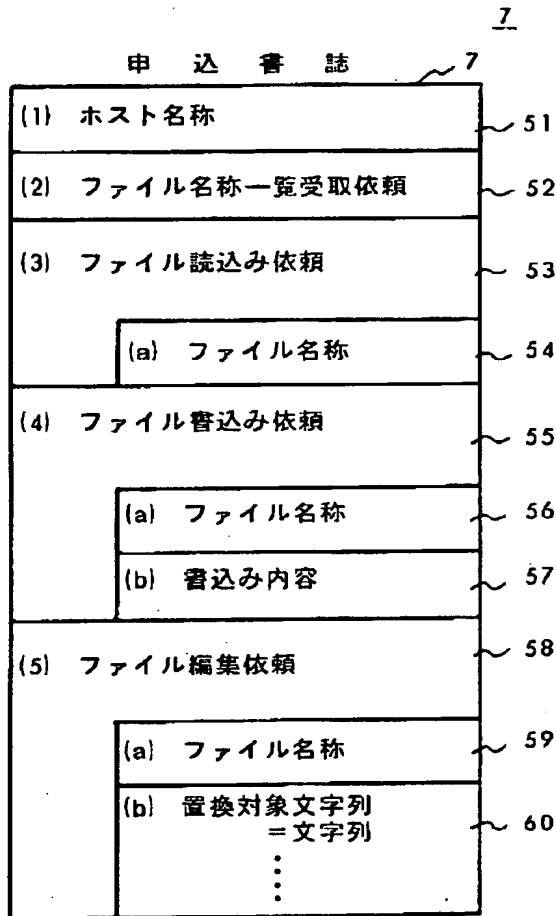 7
申込書誌
7
(1) ホスト名称
51
(2) ファイル名称一覧受取依頼
52
(3) ファイル読込み依頼
53
(a) ファイル名称
54
(4) ファイル書込み依頼
55
(a) ファイル名称
56
(b) 書込み内容
57
(5) ファイル編集依頼
58
(a) ファイル名称
59
(b) 置換対象文字列
=文字列
60